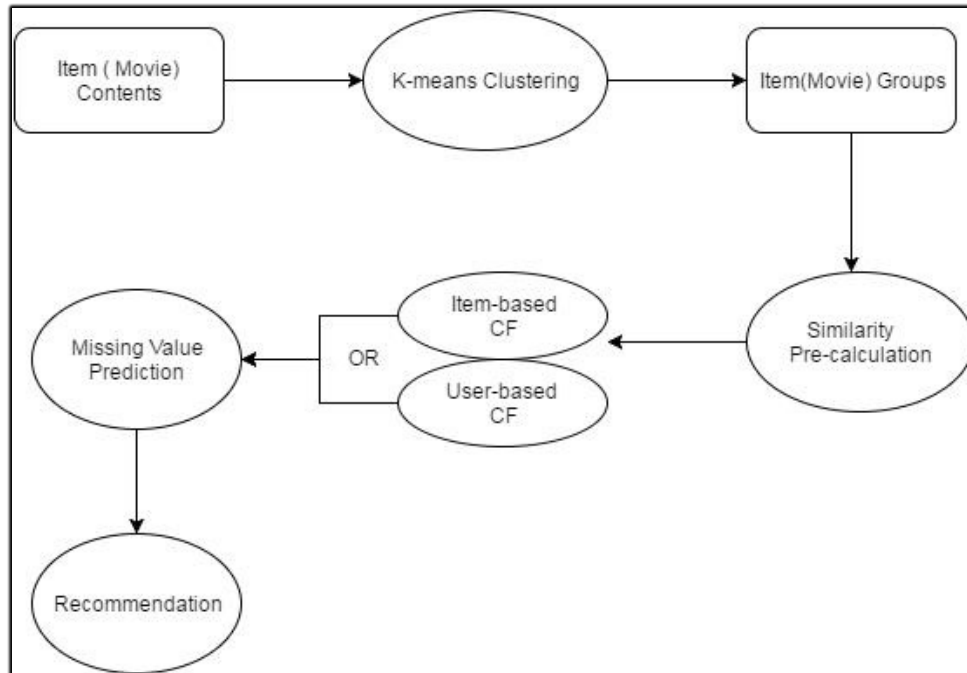 Item ( Movie)
Contents
K-means Clustering
Item(Movie) Groups
Similarity
Pre-calculation
Item-based
CF
OR
User-based
CF
Missing Value
Prediction
Recommendation